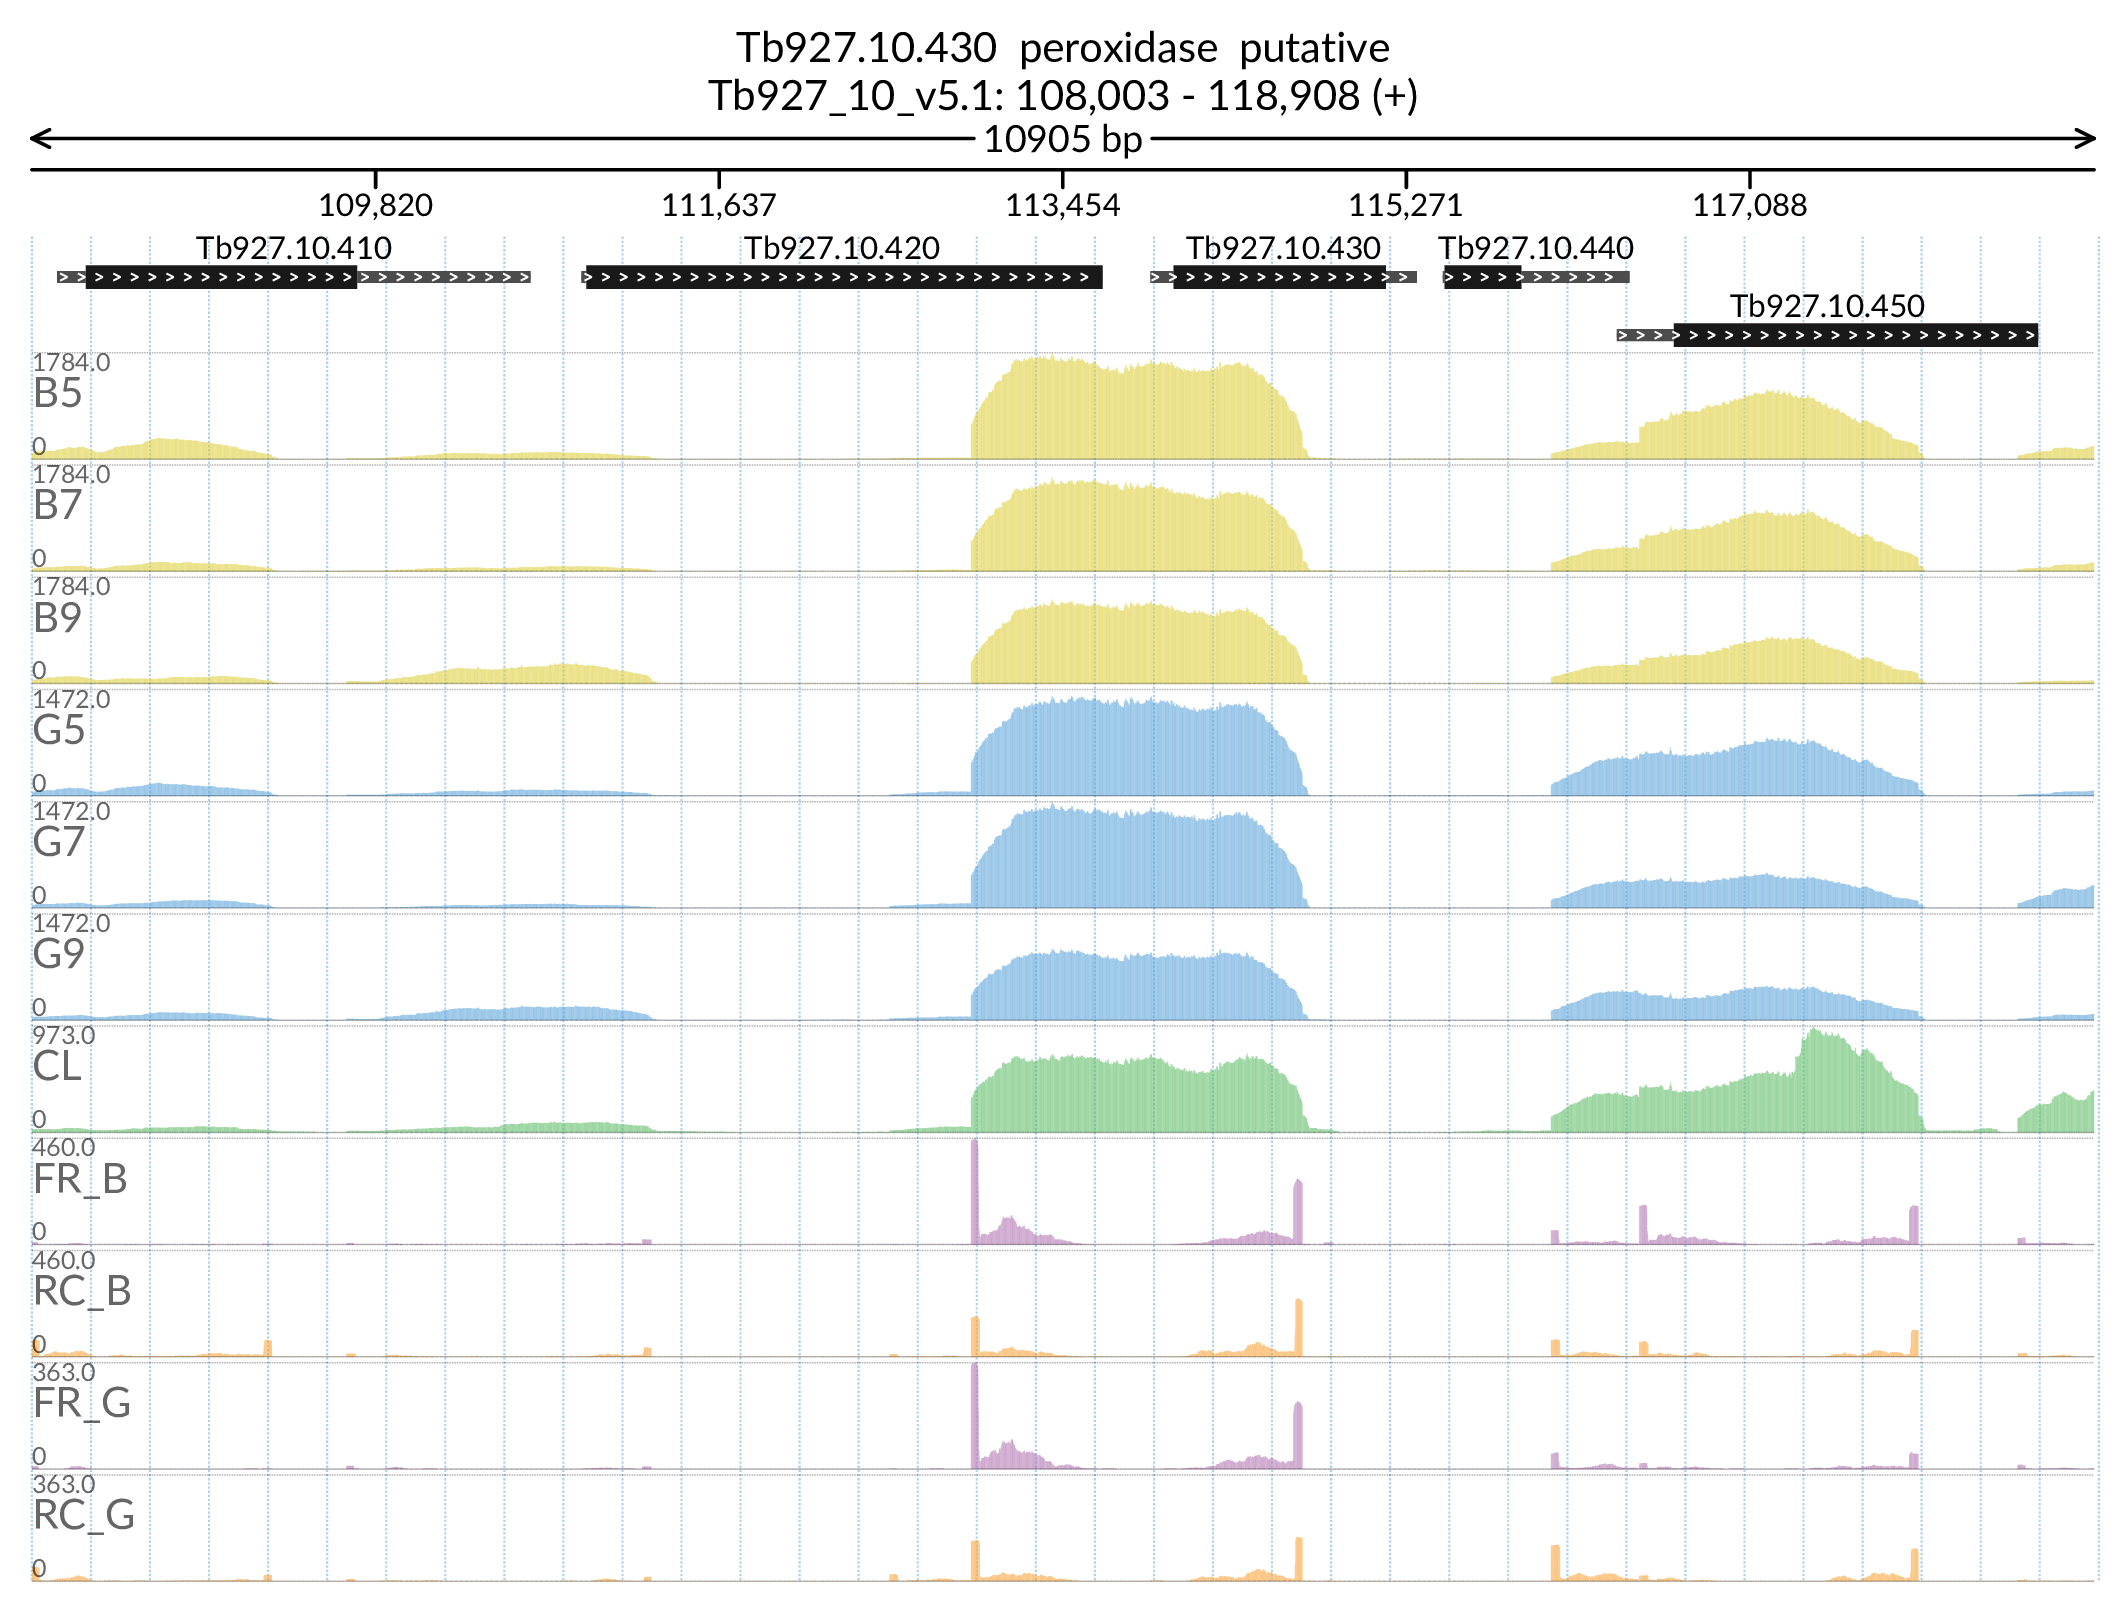 Tb927.10.430 peroxidase putative
Tb927_10_v5.1: 108,003 - 118,908 (+)
10905 bp
109,820 111,637 113,454 115,271 117,088
Tb927.10.410 Tb927.10.420 Tb927.10.430 Tb927.10.440
Tb927.10.450
1784.0
B5
0
1784.0
B7
0
1784.0
B9
0
1472.0
G5
0
1472.0
G7
0
1472.0
G9
0
973.0
CL
0
460.0
FR_B
0
460.0
RC_B
0
363.0
FR_G
0
363.0
RC_G
0